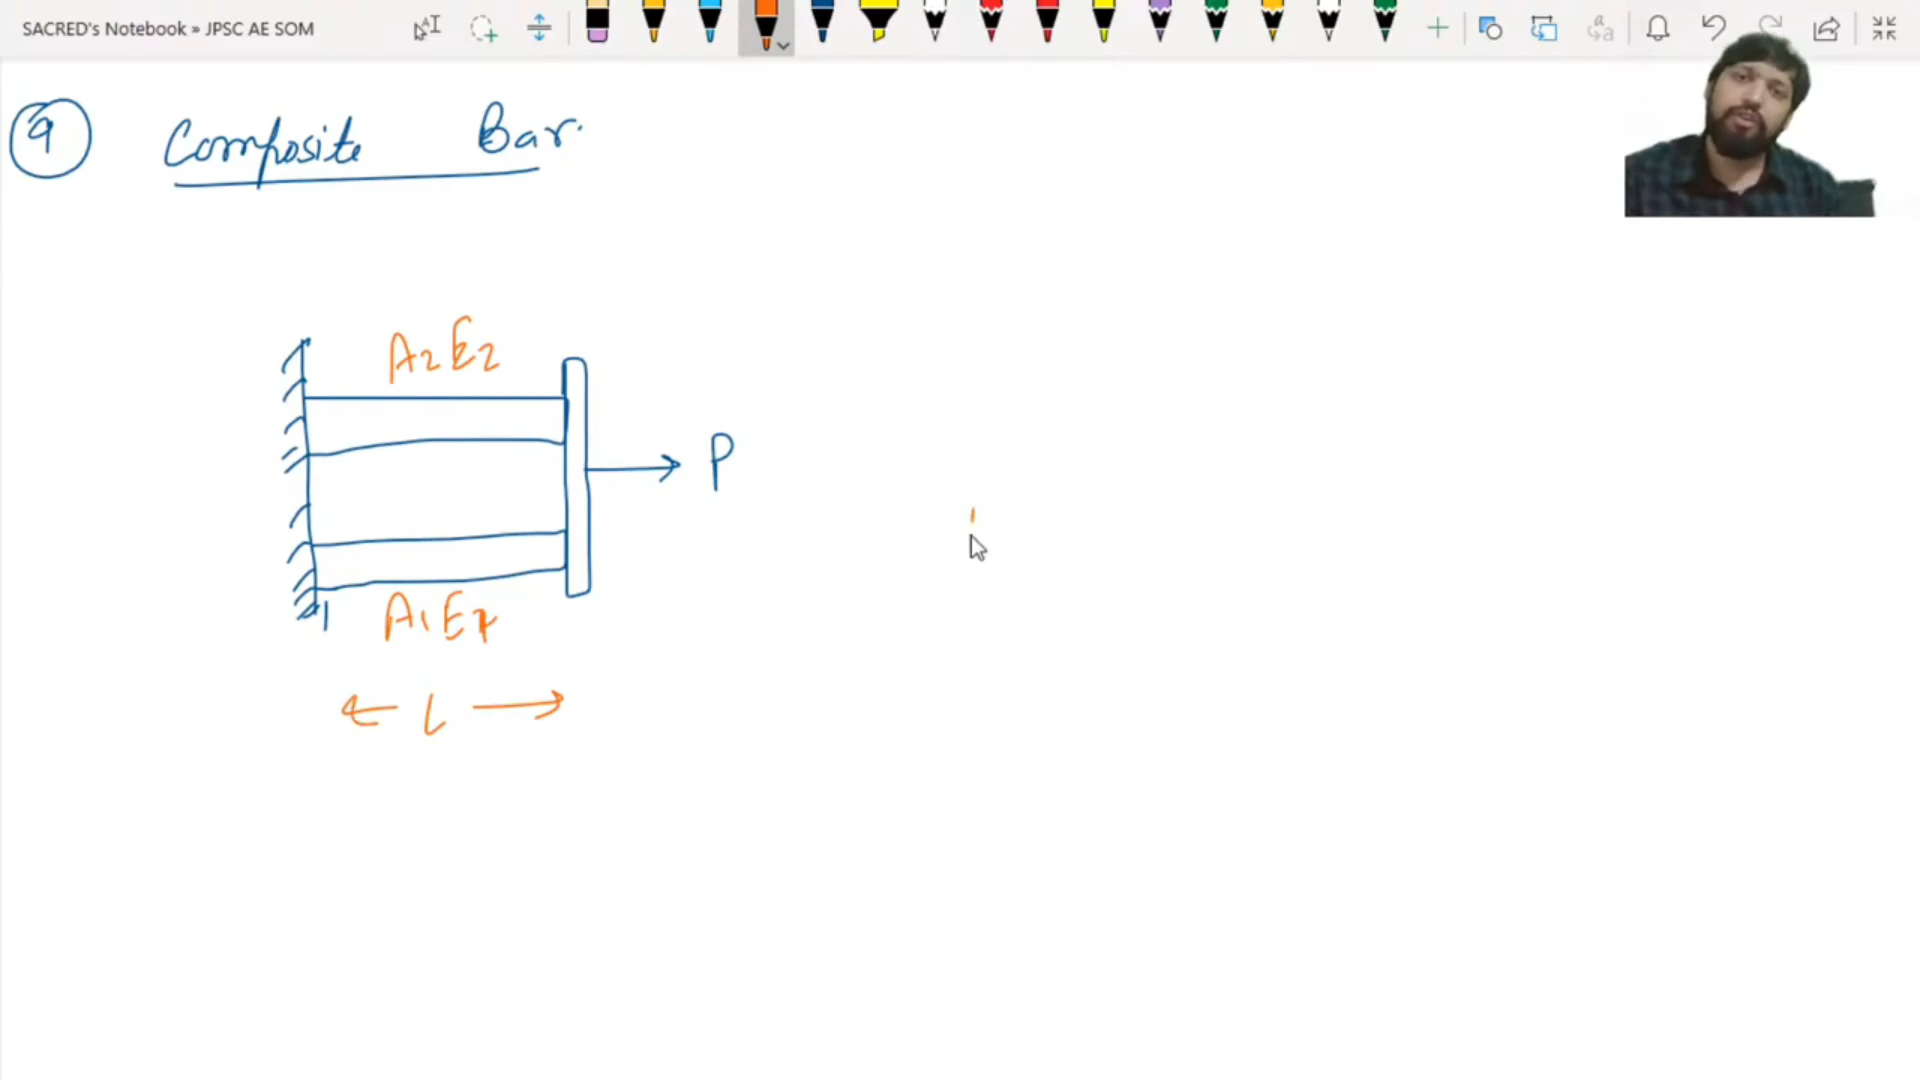 SACRED's Notebook » JPSC AE SOM
9 Composite Bar.
A2E2
P
A1E1
L